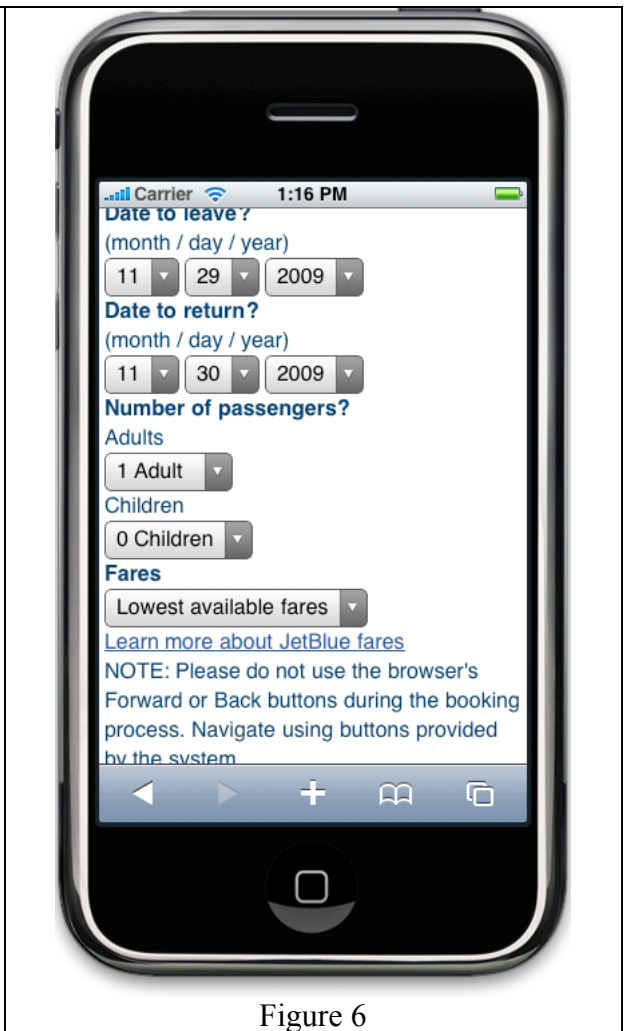 Carrier 1:16 PM
Date to leave?
(month / day / year)
11 29 2009
Date to return?
(month / day / year)
11 30 2009
Number of passengers?
Adults
1 Adult
Children
0 Children
Fares
Lowest available fares
Learn more about JetBlue fares
NOTE: Please do not use the browser's
Forward or Back buttons during the booking
process. Navigate using buttons provided
by the system
Figure 6